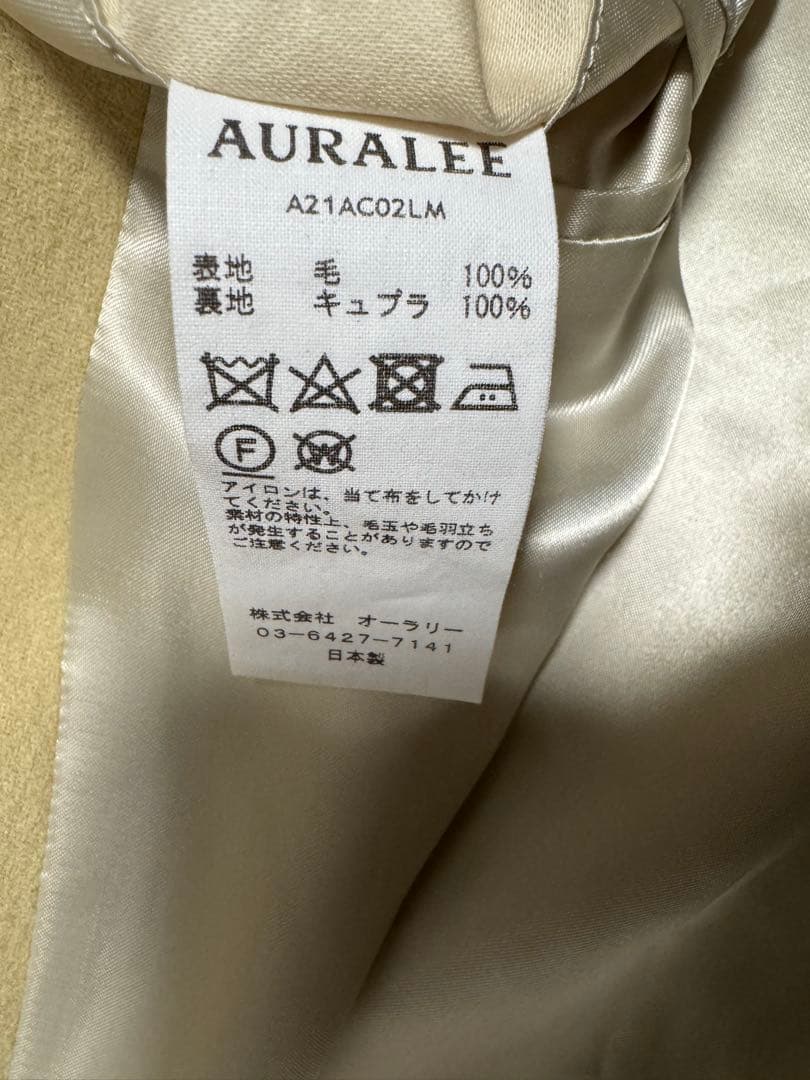 AURALEE
A21AC02LM
表地 毛 100%
裏地 キュプラ 100%
F W
アイロンは、当て布をしてかけ
てください。
素材の特性上、毛玉や毛羽立ち
が発生することがありますので
ご注意ください。
株式会社 オーラリー
03-6427-7141
日本製